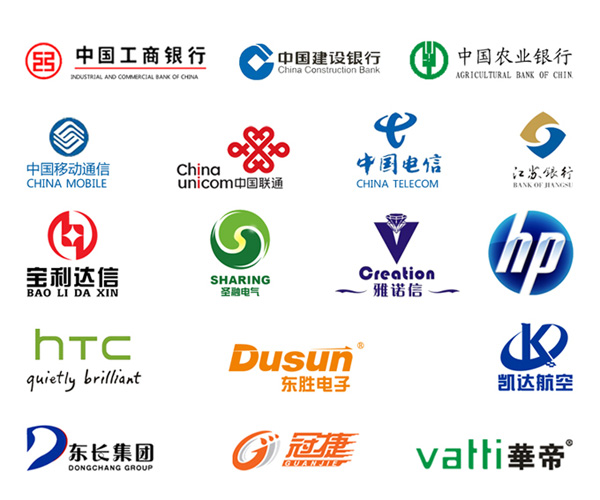 中国工商银行
INDUSTRIAL AND COMMERCIAL BANK OF CHINA
中国建设银行
China Construction Bank
中国农业银行
AGRICULTURAL BANK OF CHIN
中国移动通信
CHINA MOBILE
China
unicom中国联通
中国电信
CHINA TELECOM
江苏银行
BANK OF JIANGSU
宝利达信
BAO LI DA XIN
SHARING
圣融电气
Creation
雅诺信
hp
htc
quietly brilliant
Dusun®
东胜电子
K
凯达航空
东长集团
DONGCHANG GROUP
冠捷
GUANJIE
vatti華帝®